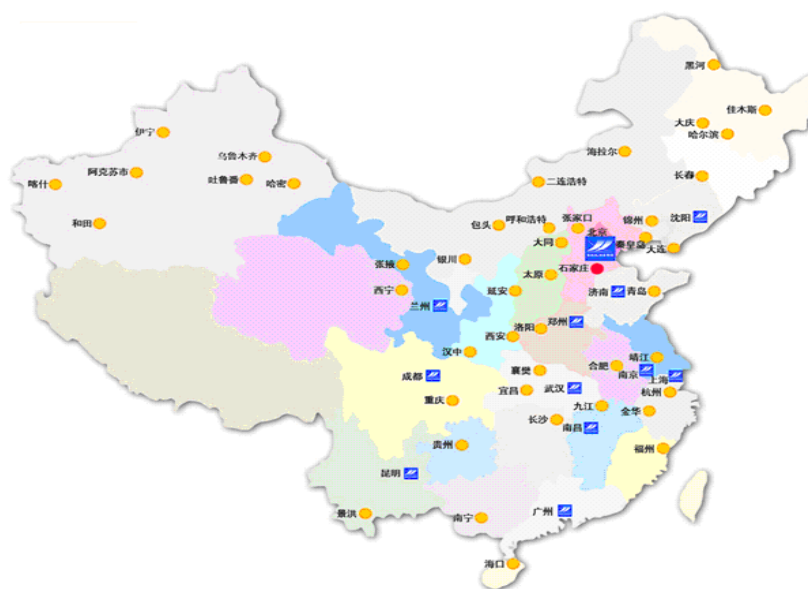 黑河
佳木斯
大庆
哈尔滨
伊宁
海拉尔
乌鲁木齐
阿克苏市
吐鲁番
哈密
喀什
二连浩特
长春
和田
包头
呼和浩特
张家口
锦州
沈阳
北京
大同
秦皇岛
大连
银川
张掖
石家庄
太原
西宁
延安
济南
青岛
兰州
郑州
洛阳
西安
汉中
靖江
合肥
襄樊
南京
上海
成都
宜昌
武汉
杭州
重庆
九江
金华
长沙
南昌
贵州
福州
昆明
景洪
南宁
广州
海口